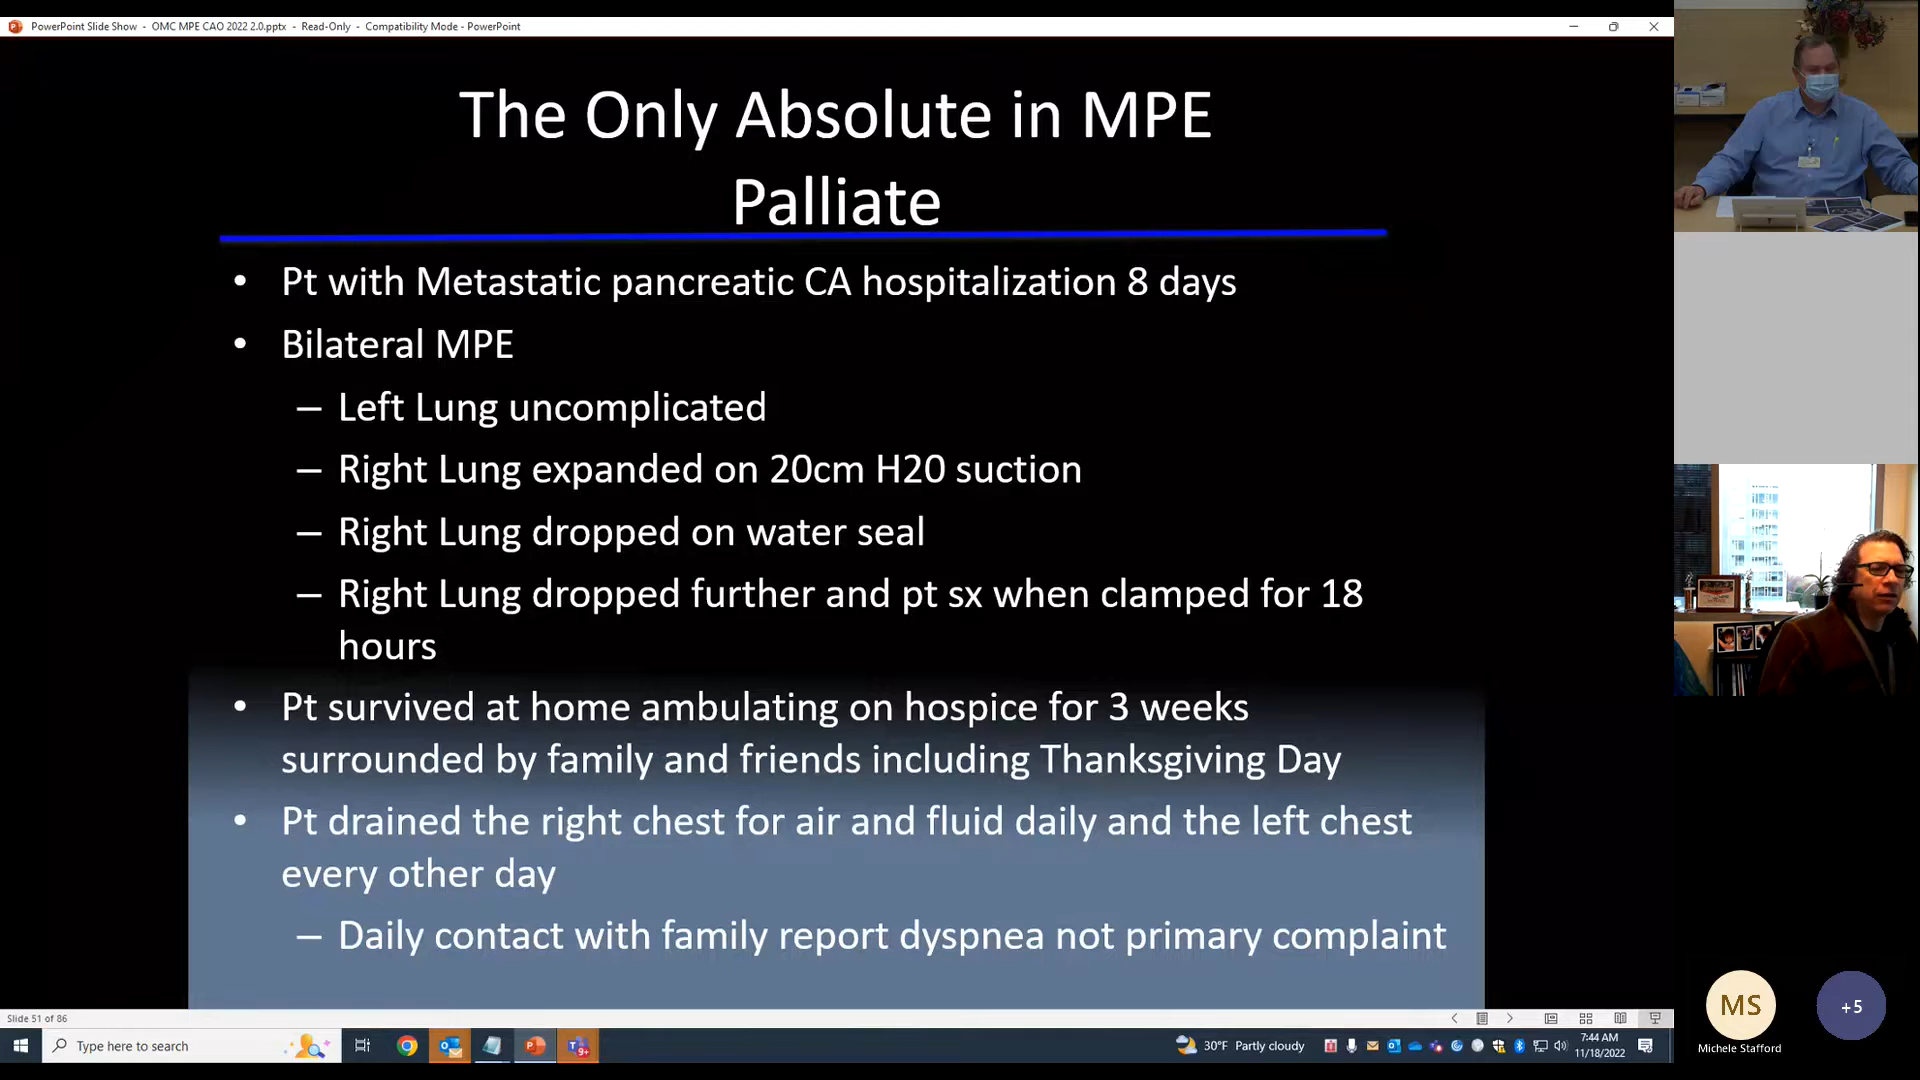 PowerPoint Slide Show - OMC MPE CAO 2022 2.0.pptx - Read-Only - Compatibility Mode - PowerPoint
The Only Absolute in MPE
Palliate
• Pt with Metastatic pancreatic CA hospitalization 8 days
• Bilateral MPE
– Left Lung uncomplicated
– Right Lung expanded on 20cm H20 suction
– Right Lung dropped on water seal
– Right Lung dropped further and pt sx when clamped for 18
hours
• Pt survived at home ambulating on hospice for 3 weeks
surrounded by family and friends including Thanksgiving Day
• Pt drained the right chest for air and fluid daily and the left chest
every other day
– Daily contact with family report dyspnea not primary complaint
Slide 51 of 86
Type here to search
9+
30°F Partly cloudy
7:44 AM
11/18/2022
MS
+5
Michele Stafford